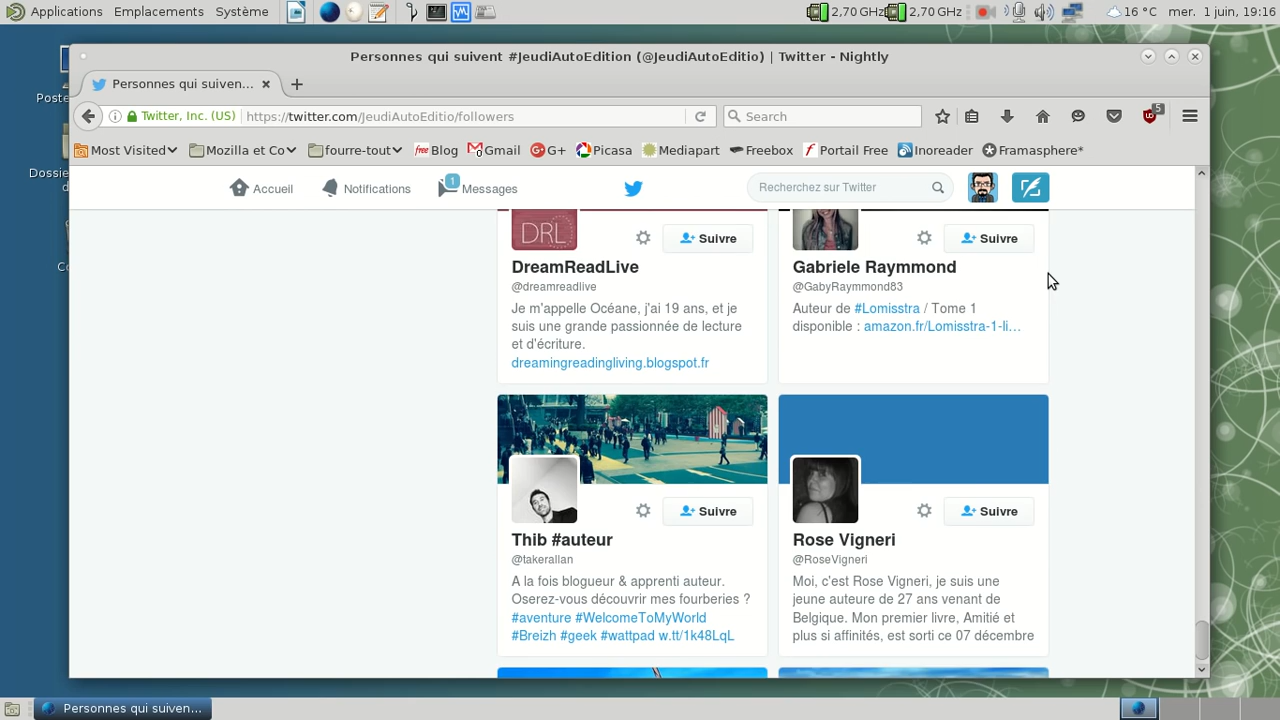 Applications Emplacements Système
2,70 GHz 2,70 GHz 16 °C mer. 1 juin, 19:16
Personnes qui suivent #JeudiAutoEdition (@JeudiAutoEditio) | Twitter - Nightly
Personnes qui suiven...
Twitter, Inc. (US) https://twitter.com/JeudiAutoEditio/followers
Search
5
Most Visited Mozilla et Co fourre-tout free Blog Gmail G+ Picasa Mediapart Freebox Portail Free Inoreader Framasphere*
Accueil Notifications 1 Messages
Recherchez sur Twitter
DRL
Suivre
DreamReadLive
@dreamreadlive
Je m'appelle Océane, j'ai 19 ans, et je
suis une grande passionnée de lecture
et d'écriture.
dreamingreadingliving.blogspot.fr
Suivre
Gabriele Raymmond
@GabyRaymmond83
Auteur de #Lomisstra / Tome 1
disponible : amazon.fr/Lomisstra-1-li...
Suivre
Thib #auteur
@takerallan
A la fois blogueur & apprenti auteur.
Oserez-vous découvrir mes fourberies ?
#aventure #WelcomeToMyWorld
#Breizh #geek #wattpad w.tt/1k48LqL
Suivre
Rose Vigneri
@RoseVigneri
Moi, c'est Rose Vigneri, je suis une
jeune auteure de 27 ans venant de
Belgique. Mon premier livre, Amitié et
plus si affinités, est sorti ce 07 décembre
Personnes qui suiven...